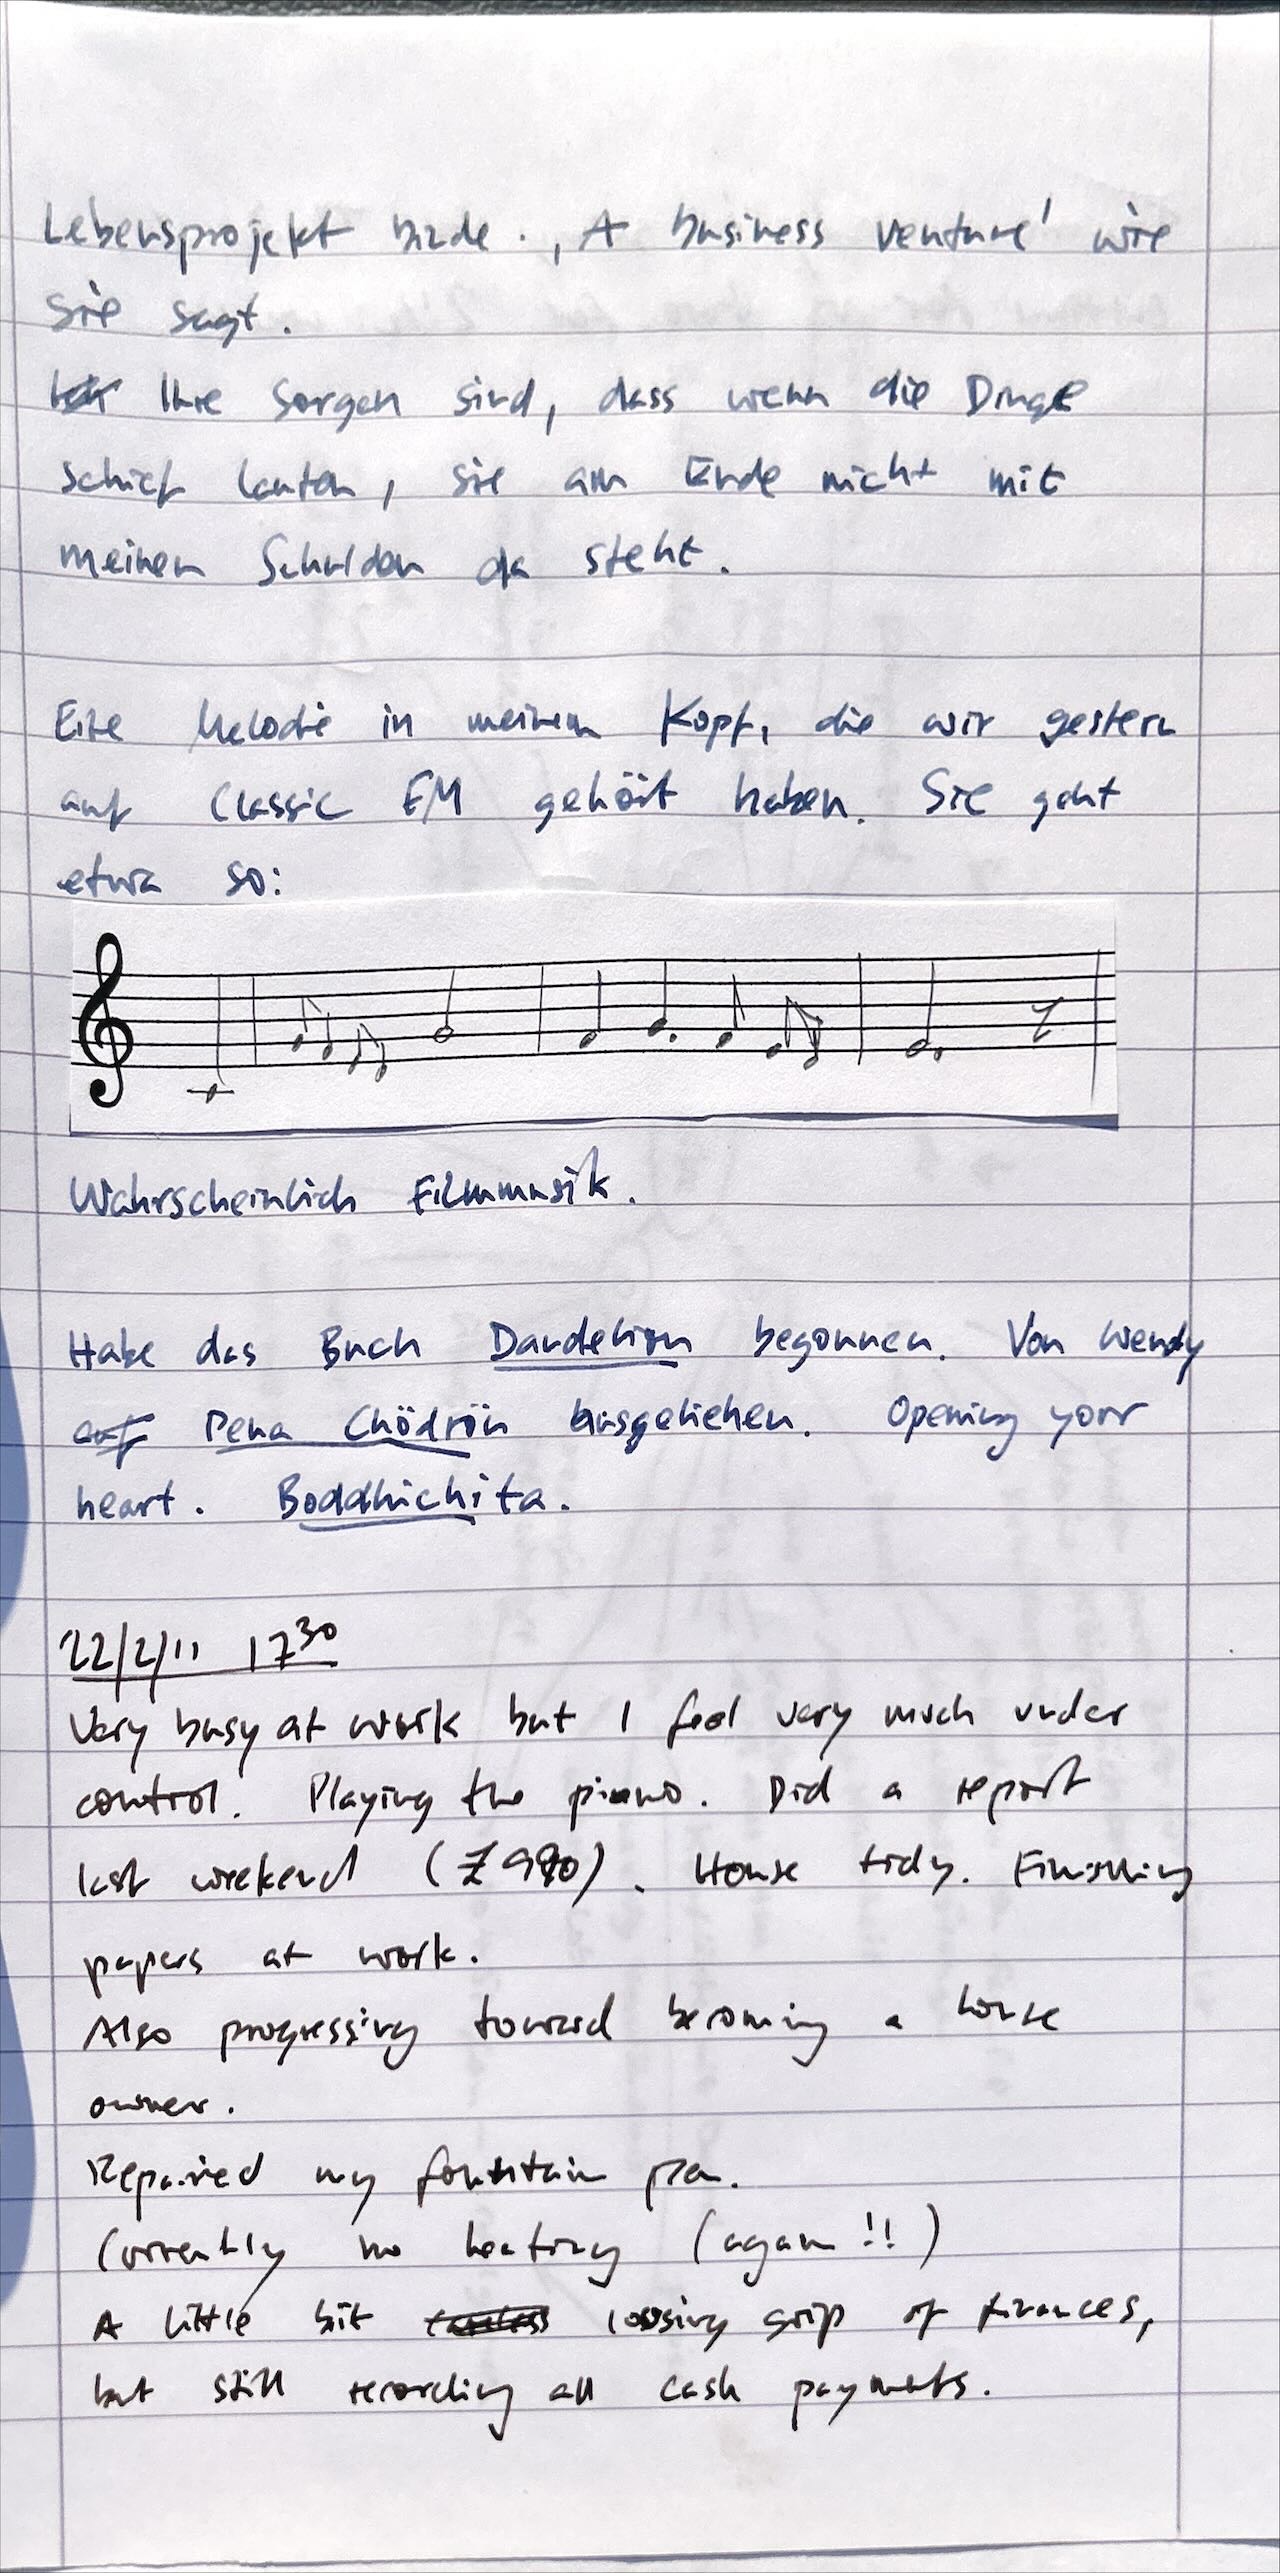 Lebensprojekt binde. ‚A business venture' wie
sie sagt.
Ihre Sorgen sind, dass wenn die Dinge
schief laufen, sie am Ende nicht mit
meinen Schulden da steht.
Eine Melodie in meinem Kopf, die wir gestern
auf Classic FM gehört haben. Sie geht
etwa so:
Wahrscheinlich Filmmusik.
Habe das Buch Dandelion begonnen. Von Wendy
auf Pema Chödrön ausgeliehen. Opening your
heart. Boddhichita.
22/2/11 17³⁰
Very busy at work but I feel very much under
control. Playing the piano. Did a report
last weekend (£ ). House tidy. Finishing
papers at work.
Also progressing toward becoming a house
owner.
Repaired my fountain pen.
Currently no heating (again!!)
A little bit loosing grip of finances,
but still recording all cash payments.